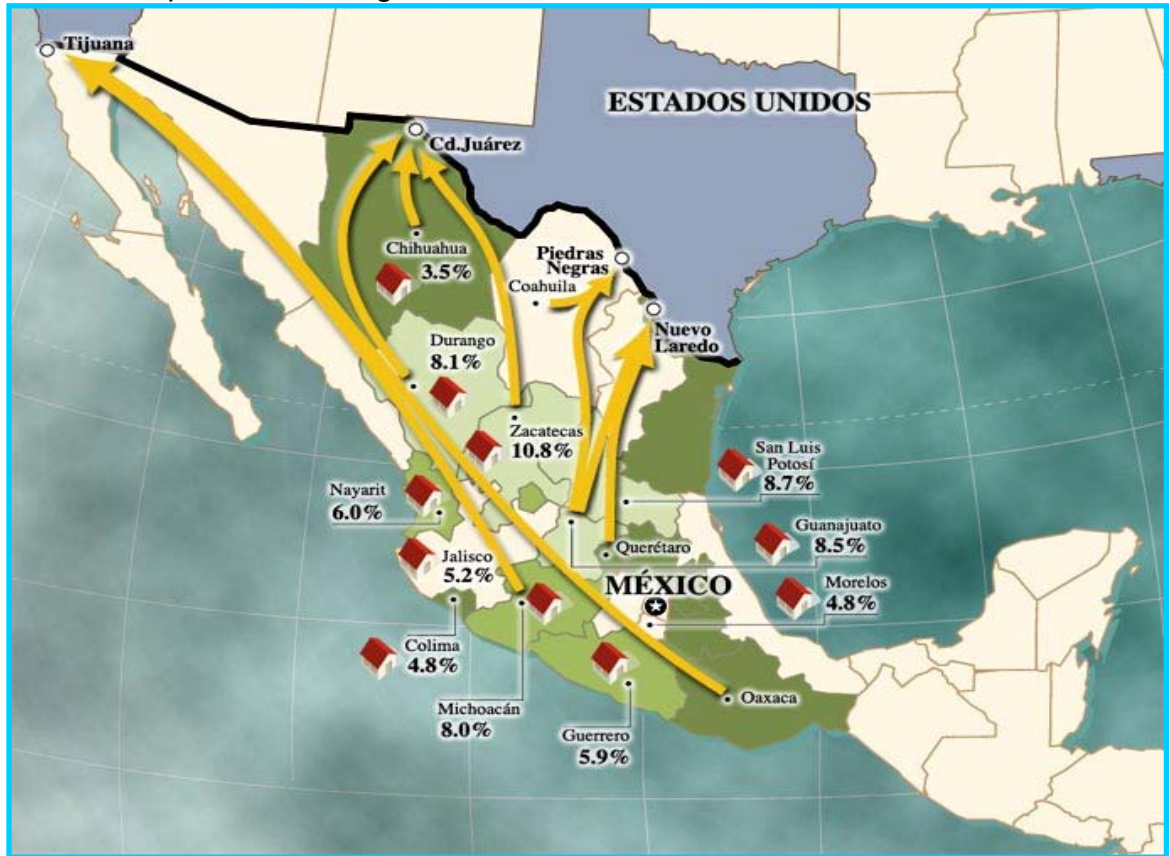 Tijuana
ESTADOS UNIDOS
Cd.Juárez
Chihuahua
3.5%
Piedras
Negras
Coahuila
Nuevo
Laredo
Durango
8.1%
Zacatecas
10.8%
San Luis
Potosí
8.7%
Nayarit
6.0%
Guanajuato
8.5%
Jalisco
5.2%
Querétaro
MÉXICO
Morelos
4.8%
Colima
4.8%
Michoacán
8.0%
Guerrero
5.9%
Oaxaca